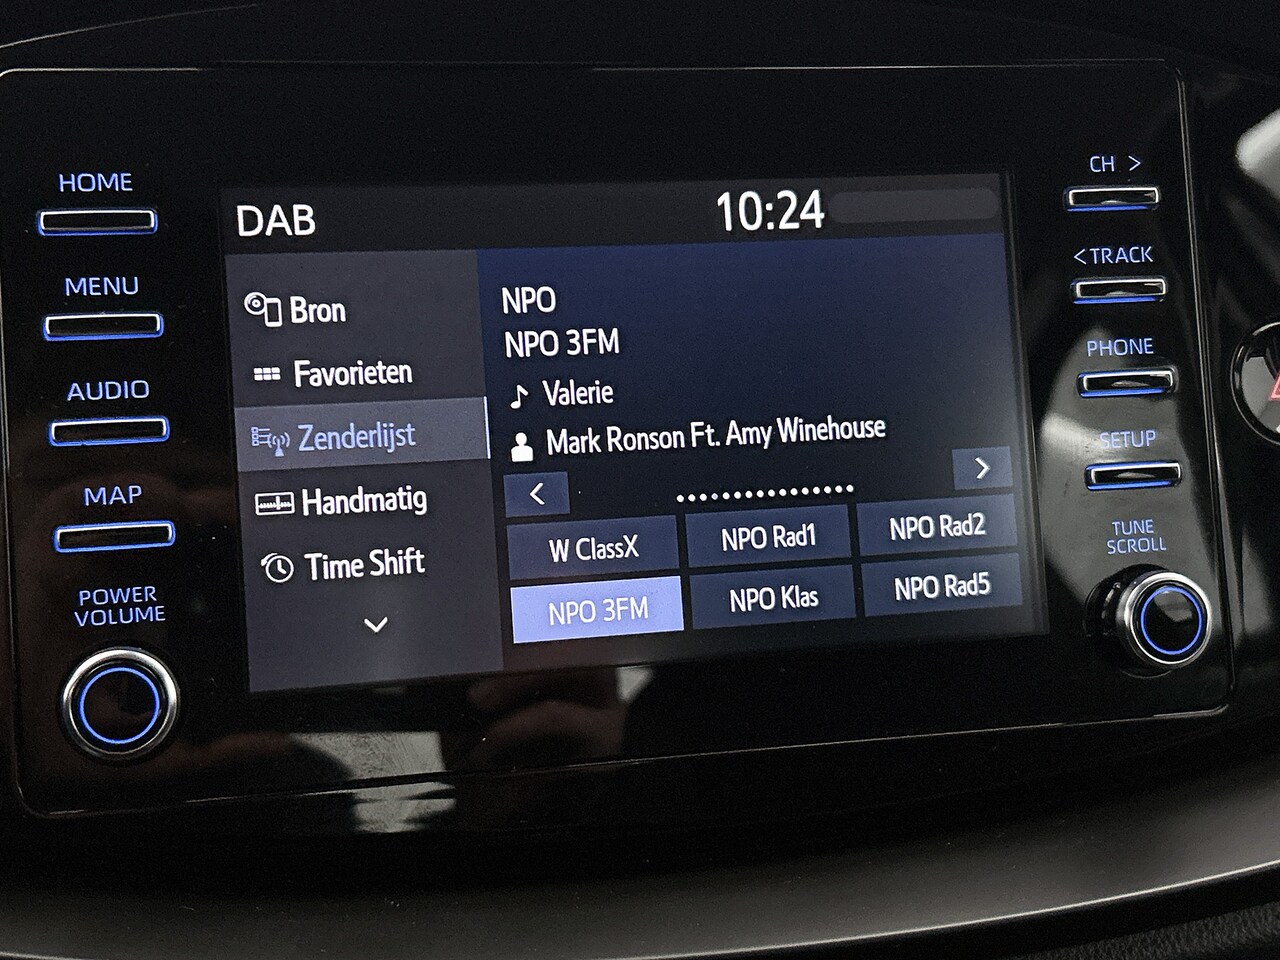 HOME
MENU
AUDIO
MAP
POWER
VOLUME
DAB
10:24
Bron
Favorieten
Zenderlijst
Handmatig
Time Shift
NPO
NPO 3FM
Valerie
Mark Ronson Ft. Amy Winehouse
< >
W ClassX NPO Rad1 NPO Rad2
NPO 3FM NPO Klas NPO Rad5
CH >
< TRACK
PHONE
SETUP
TUNE
SCROLL